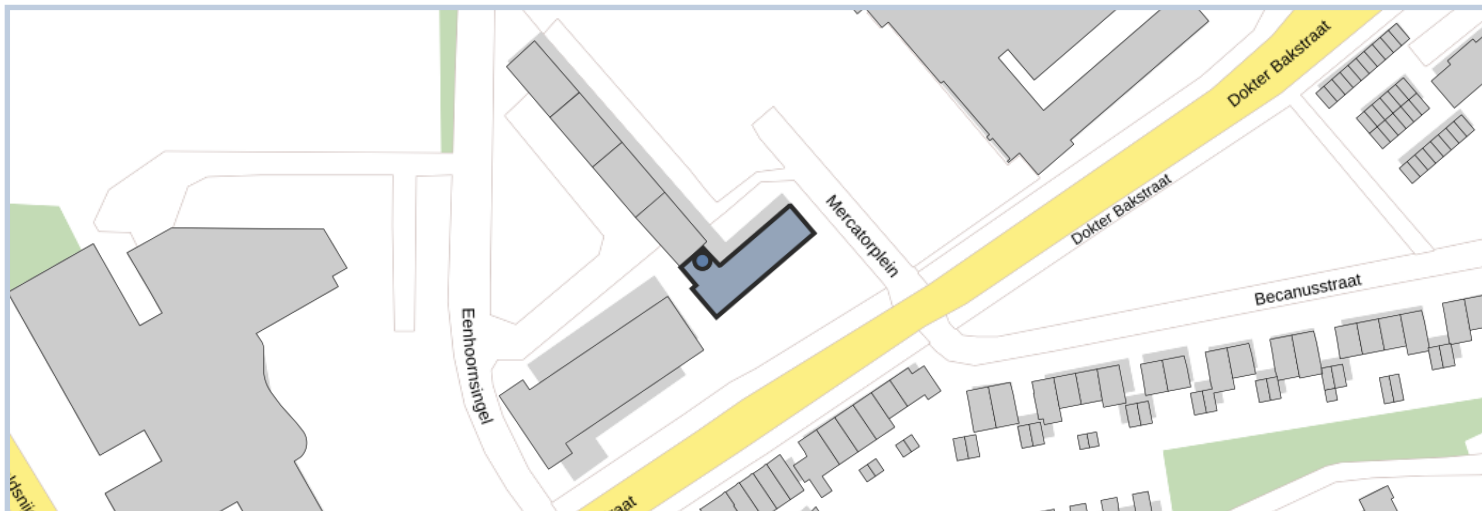 Dokter Bakstraat
Mercatorplein
Dokter Bakstraat
Becanusstraat
Eenhoornsingel